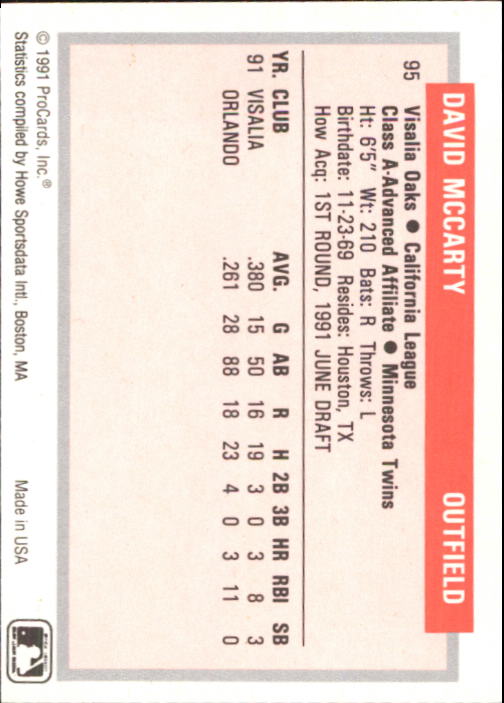 DAVID MCCARTY OUTFIELD
95 Visalia Oaks ● California League
Class A-Advanced Affiliate ● Minnesota Twins
Ht: 6'5" Wt: 210 Bats: R Throws: L
Birthdate: 11-23-69 Resides: Houston, TX
How Acq: 1ST ROUND, 1991 JUNE DRAFT
YR. CLUB AVG. G AB R H 2B 3B HR RBI SB
91 VISALIA .380 15 50 16 19 3 0 3 8 3
ORLANDO .261 28 88 18 23 4 0 3 11 0
© 1991 ProCards, Inc.®
Statistics compiled by Howe Sportsdata Intl., Boston, MA Made in USA